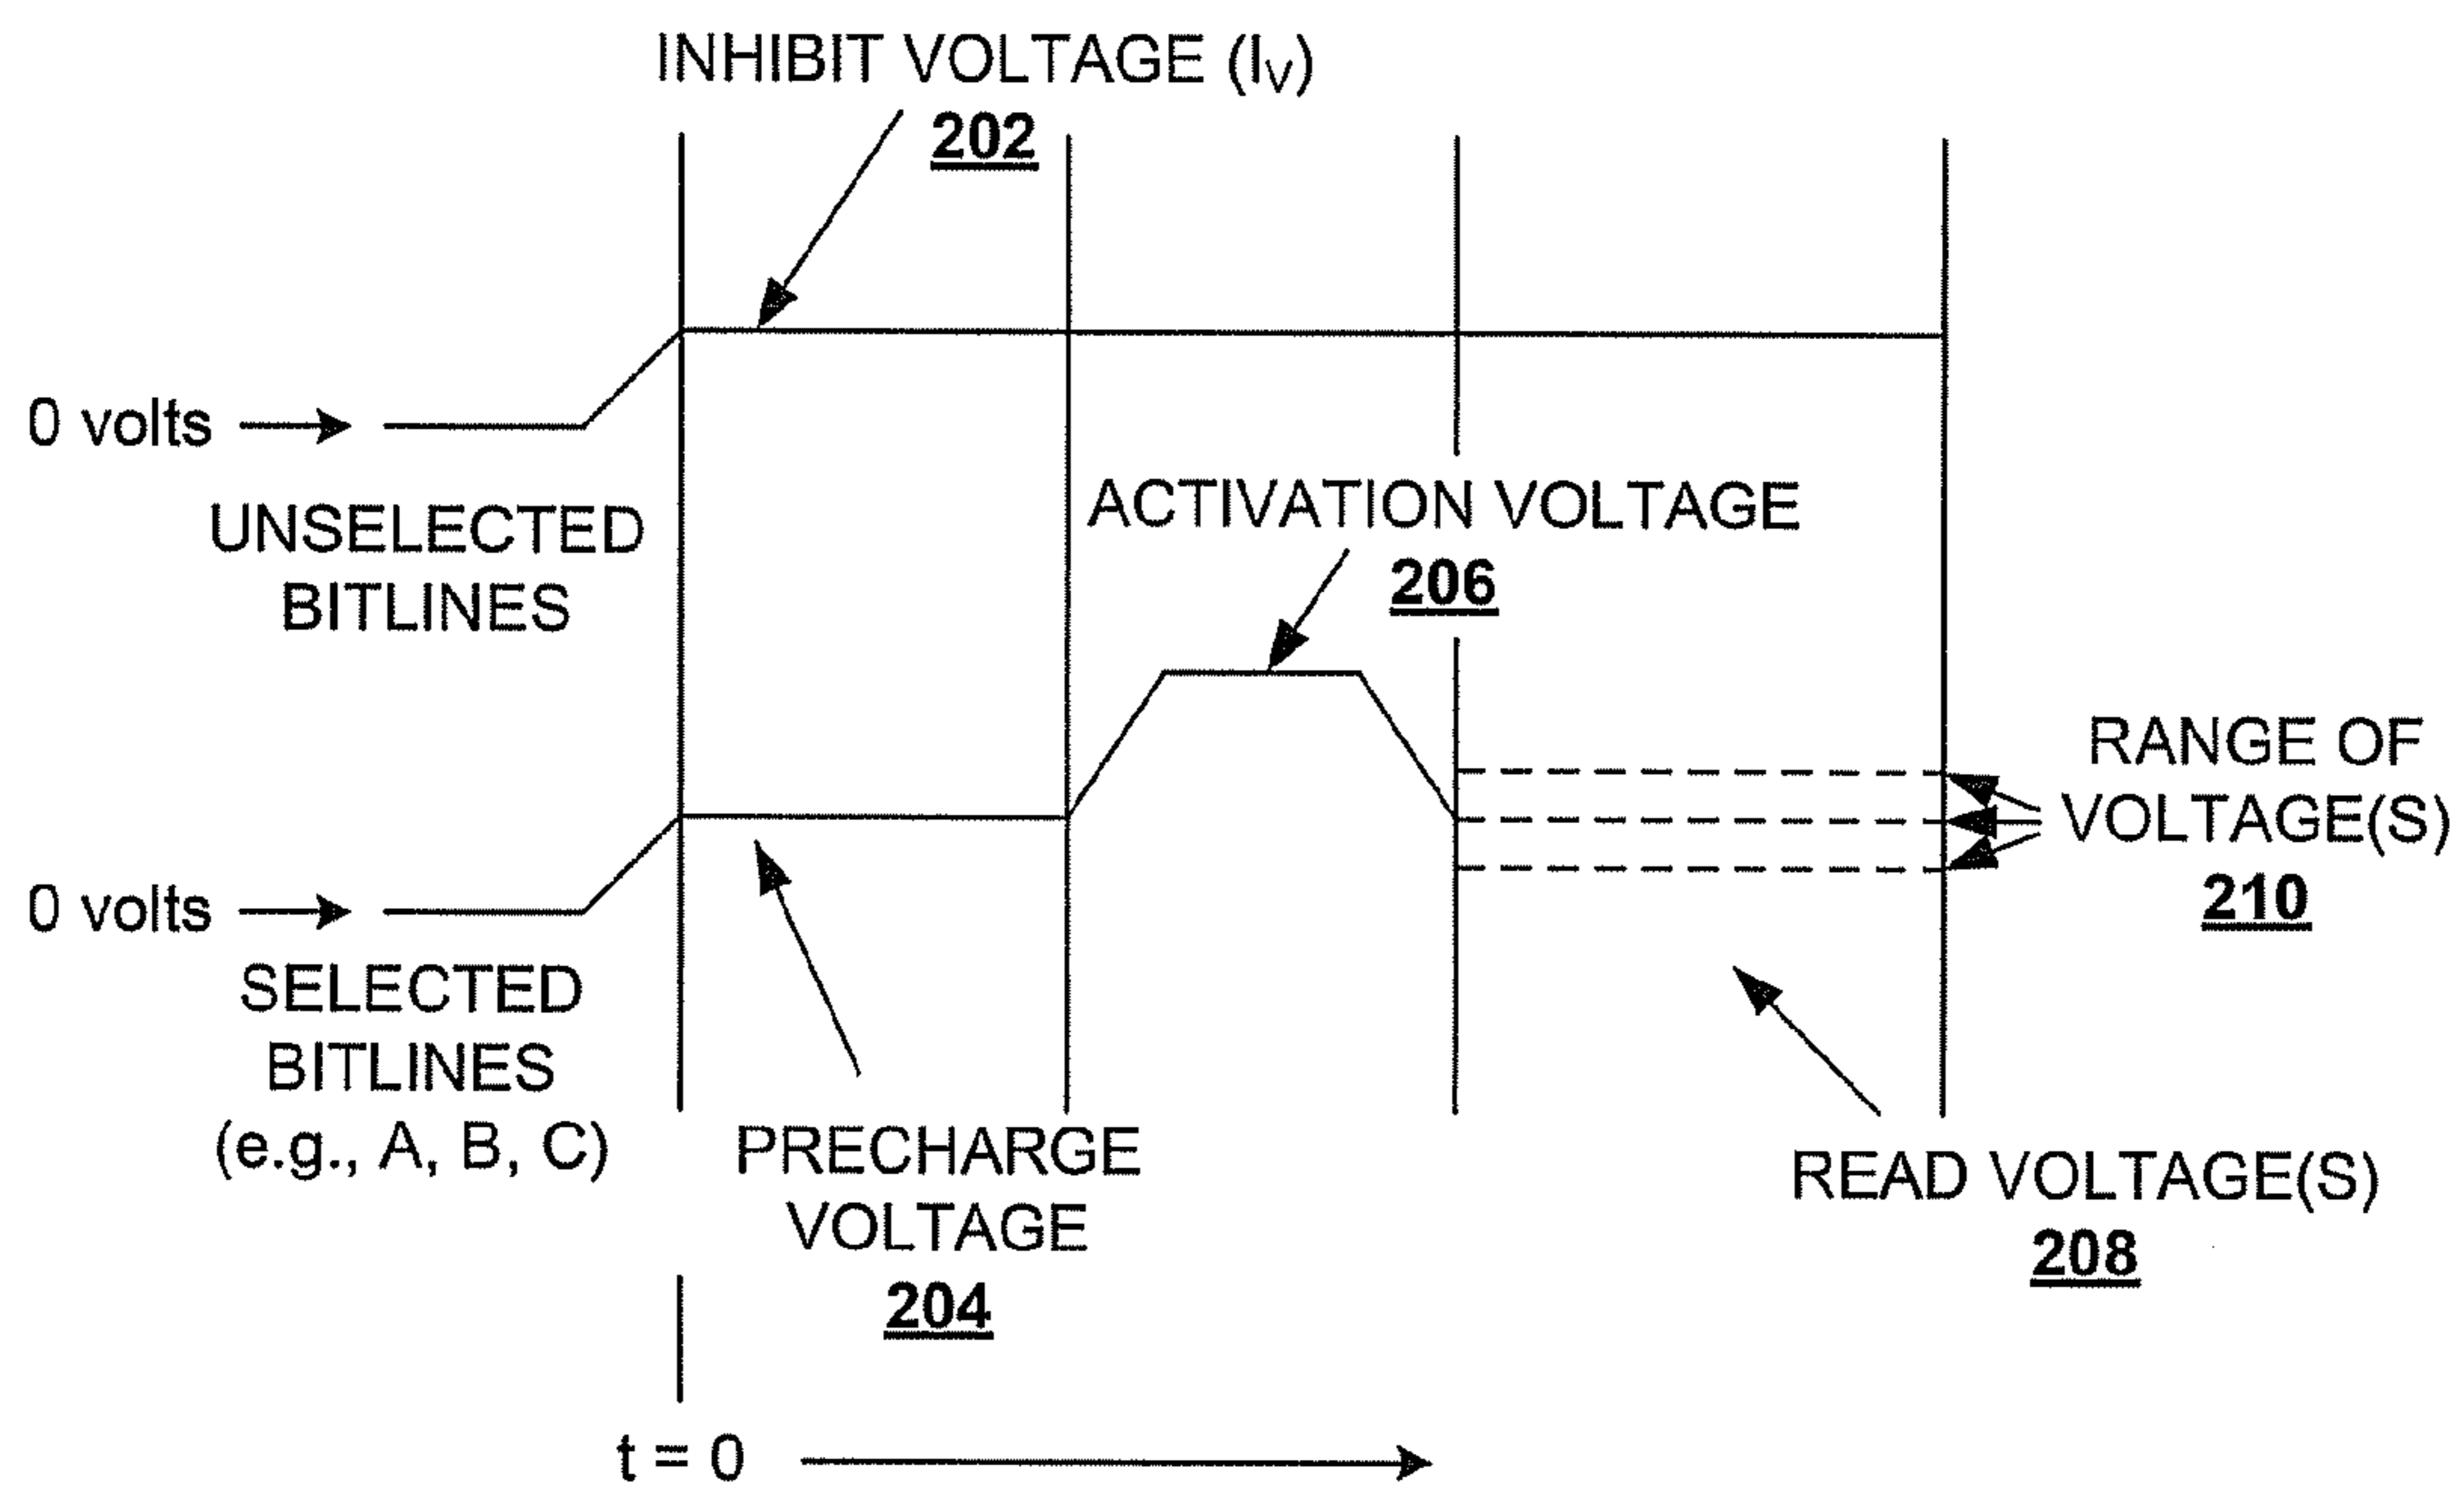 INHIBIT VOLTAGE (IV)
202
0 volts
UNSELECTED
BITLINES
ACTIVATION VOLTAGE
206
RANGE OF
VOLTAGE(S)
210
0 volts
SELECTED
BITLINES
(e.g., A, B, C)
PRECHARGE
VOLTAGE
204
READ VOLTAGE(S)
208
t = 0